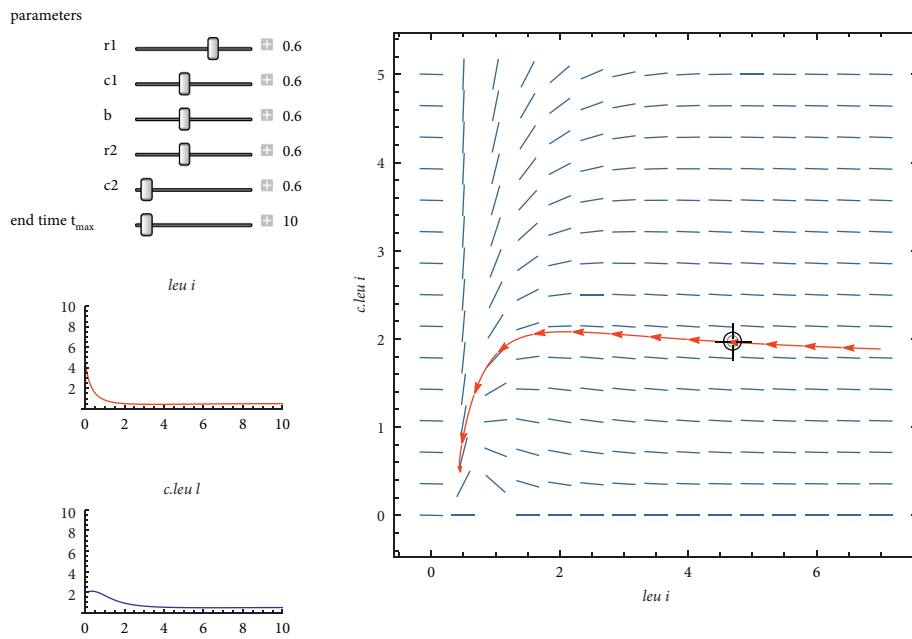 parameters
r1 0.6
c1 0.6
b 0.6
r2 0.6
c2 0.6
end time tmax 10
leu i
10
8
6
4
2
0 2 4 6 8 10
c.leu l
10
8
6
4
2
0 2 4 6 8 10
5
4
3
2
1
0
c.leu i
0 2 4 6
leu i